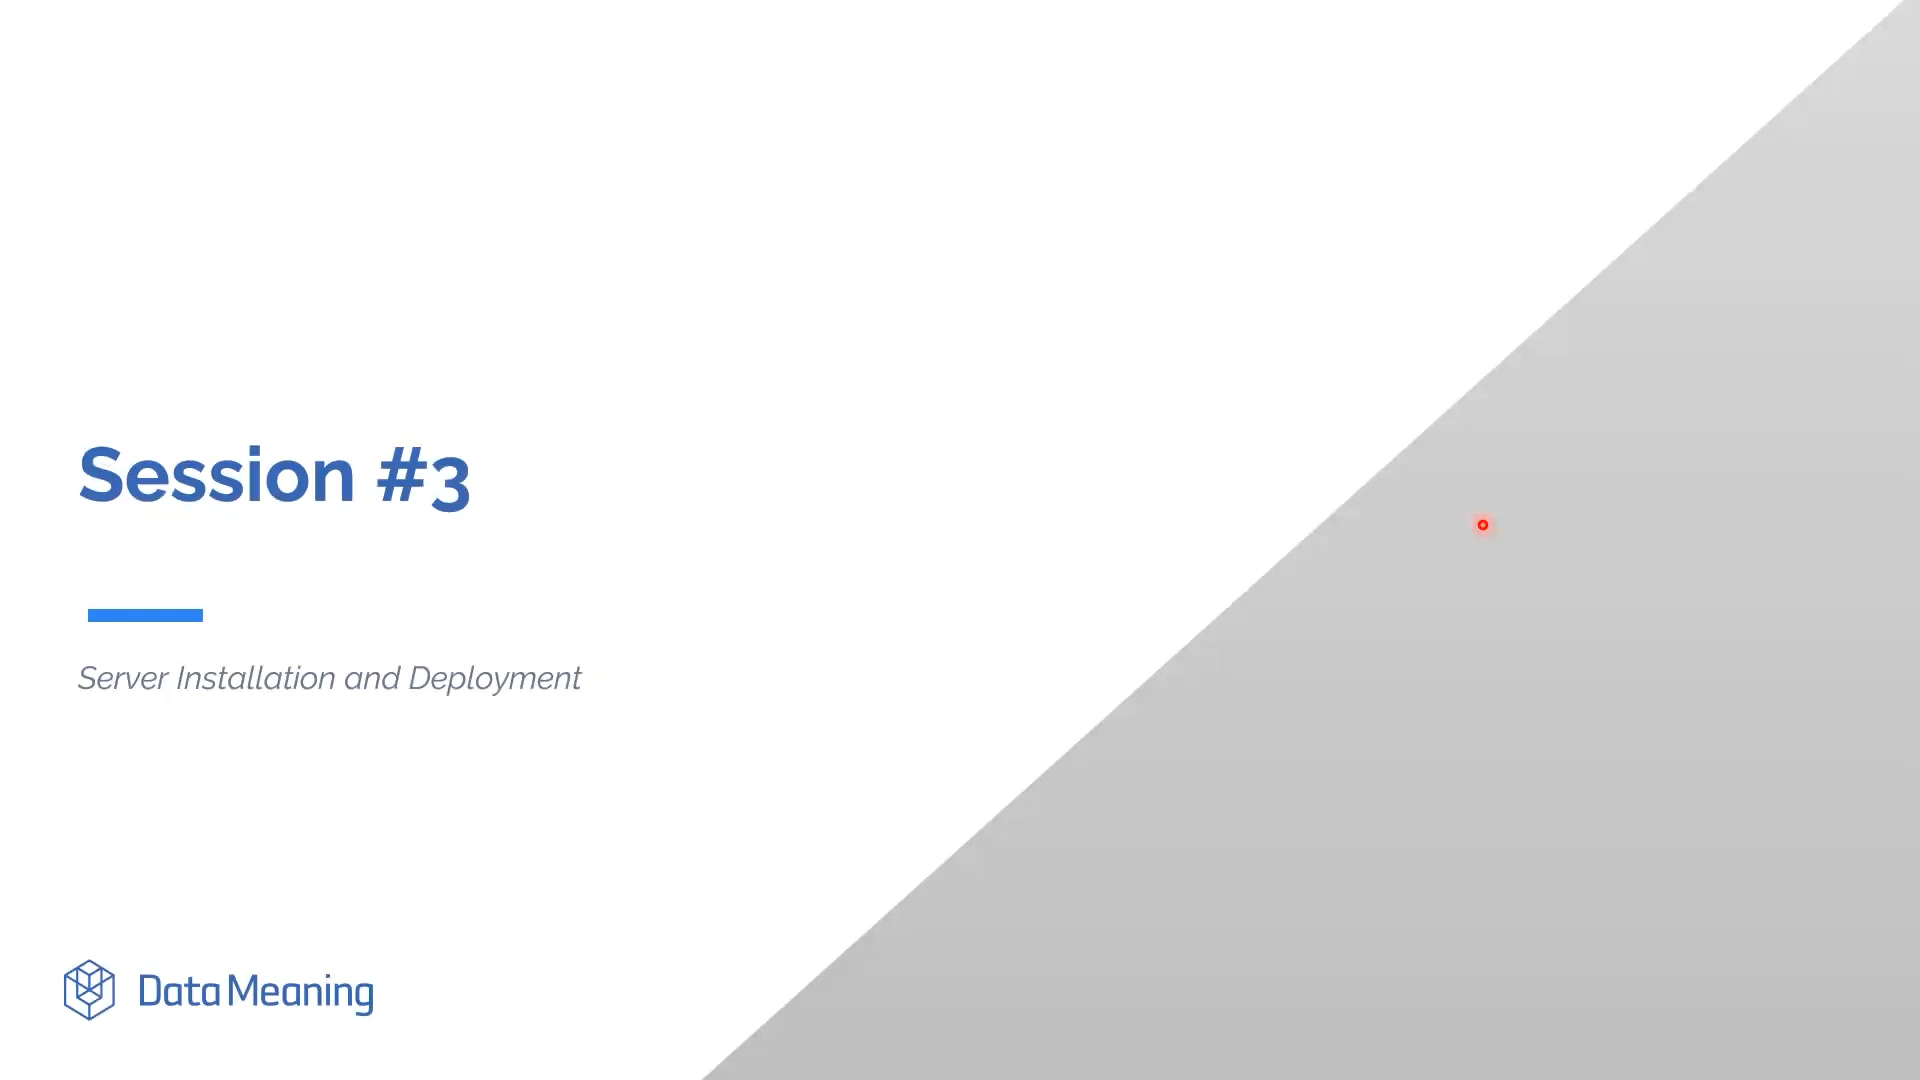 Session #3
Server Installation and Deployment
Data Meaning